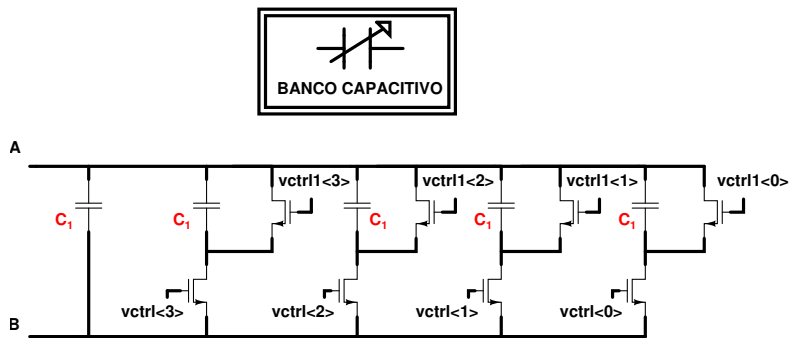 BANCO CAPACITIVO
A
vctrl1<3> vctrl1<2> vctrl1<1> vctrl1<0>
C₁ C₁ C₁ C₁ C₁
vctrl<3> vctrl<2> vctrl<1> vctrl<0>
B